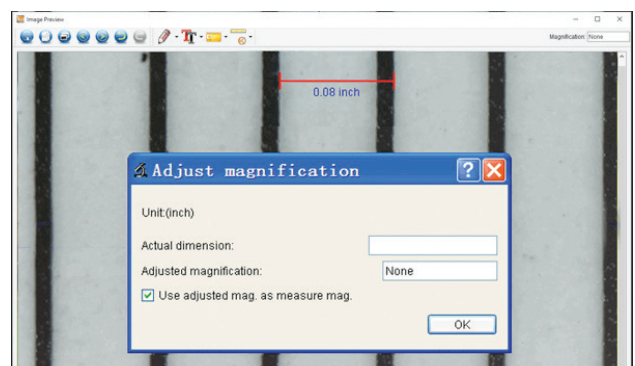 Image Preview
Magnification None
0.08 inch
Adjust magnification
Unit:(inch)
Actual dimension:
Adjusted magnification: None
Use adjusted mag. as measure mag.
OK